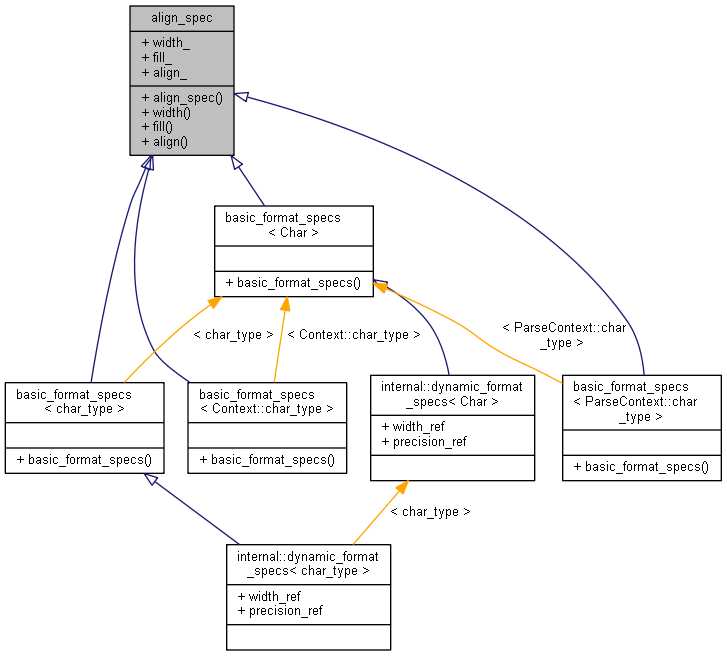 align_spec
+ width_
+ fill_
+ align_
+ align_spec()
+ width()
+ fill()
+ align()
basic_format_specs
< Char >
+ basic_format_specs()
< char_type >
< Context::char_type >
< ParseContext::char
_type >
basic_format_specs
< char_type >
+ basic_format_specs()
basic_format_specs
< Context::char_type >
+ basic_format_specs()
internal::dynamic_format
_specs< Char >
+ width_ref
+ precision_ref
basic_format_specs
< ParseContext::char
_type >
+ basic_format_specs()
< char_type >
internal::dynamic_format
_specs< char_type >
+ width_ref
+ precision_ref